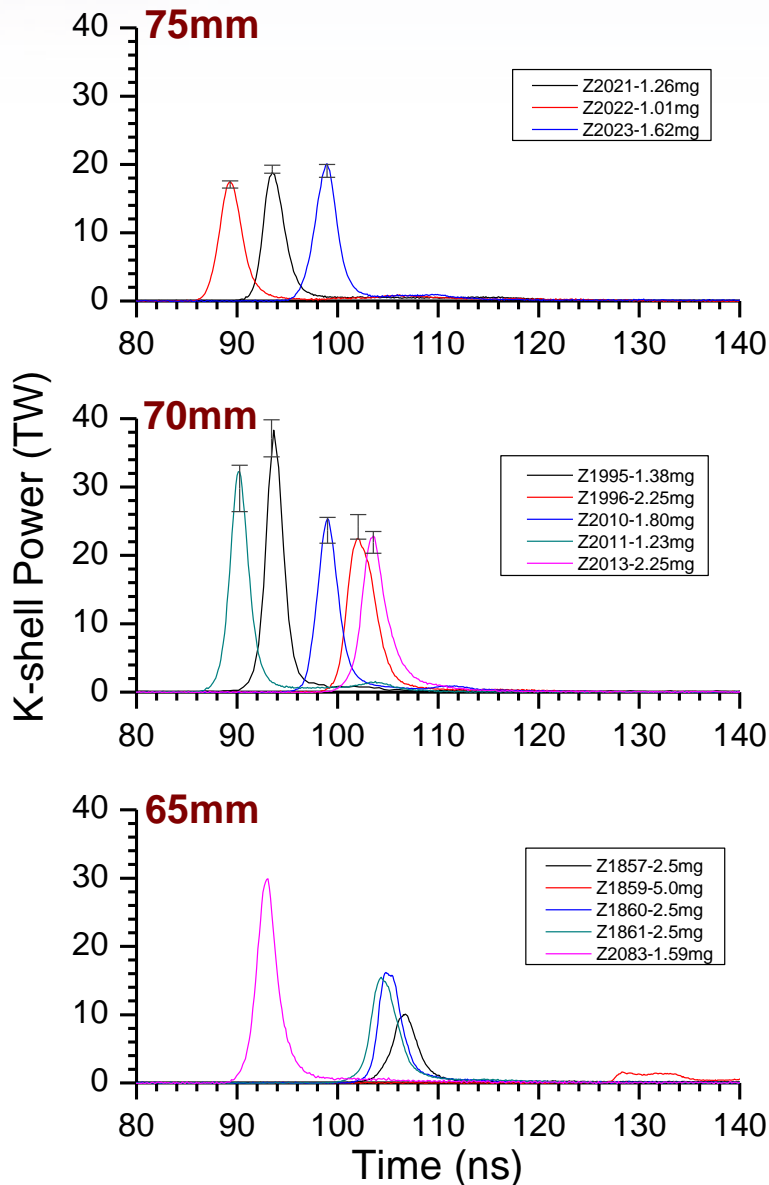 75mm
40
30
20
10
0
Z2021-1.26mg
Z2022-1.01mg
Z2023-1.62mg
80 90 100 110 120 130 140
70mm
40
30
20
10
0
Z1995-1.38mg
Z1996-2.25mg
Z2010-1.80mg
Z2011-1.23mg
Z2013-2.25mg
80 90 100 110 120 130 140
K-shell Power (TW)
65mm
40
30
20
10
0
Z1857-2.5mg
Z1859-5.0mg
Z1860-2.5mg
Z1861-2.5mg
Z2083-1.59mg
80 90 100 110 120 130 140
Time (ns)